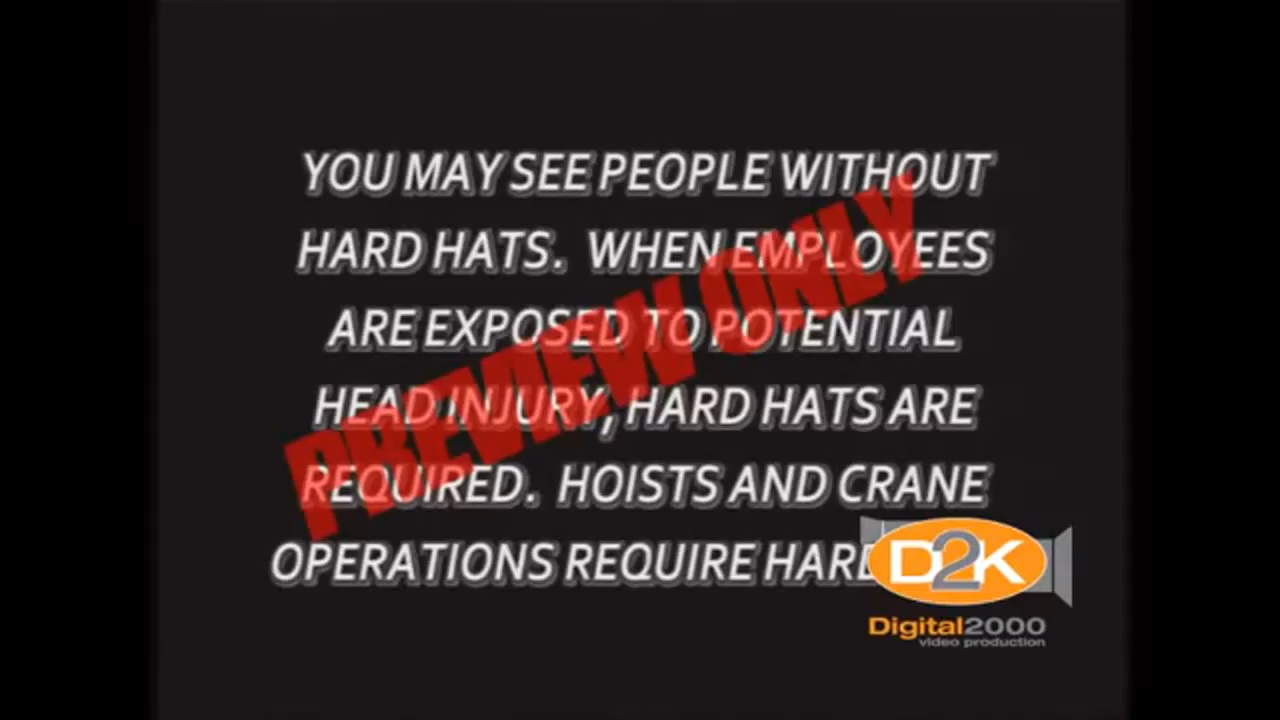 YOU MAY SEE PEOPLE WITHOUT
HARD HATS. WHEN EMPLOYEES
ARE EXPOSED TO POTENTIAL
HEAD INJURY, HARD HATS ARE
REQUIRED. HOISTS AND CRANE
OPERATIONS REQUIRE HARD
PREVIEW ONLY
D2K
Digital2000
video production